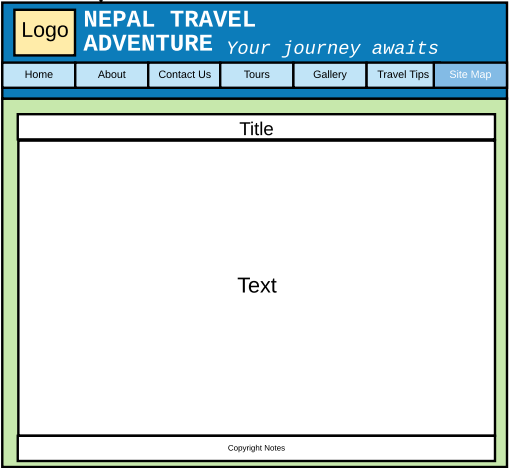 Logo
NEPAL TRAVEL
ADVENTURE Your journey awaits
Home About Contact Us Tours Gallery Travel Tips Site Map
Title
Text
Copyright Notes